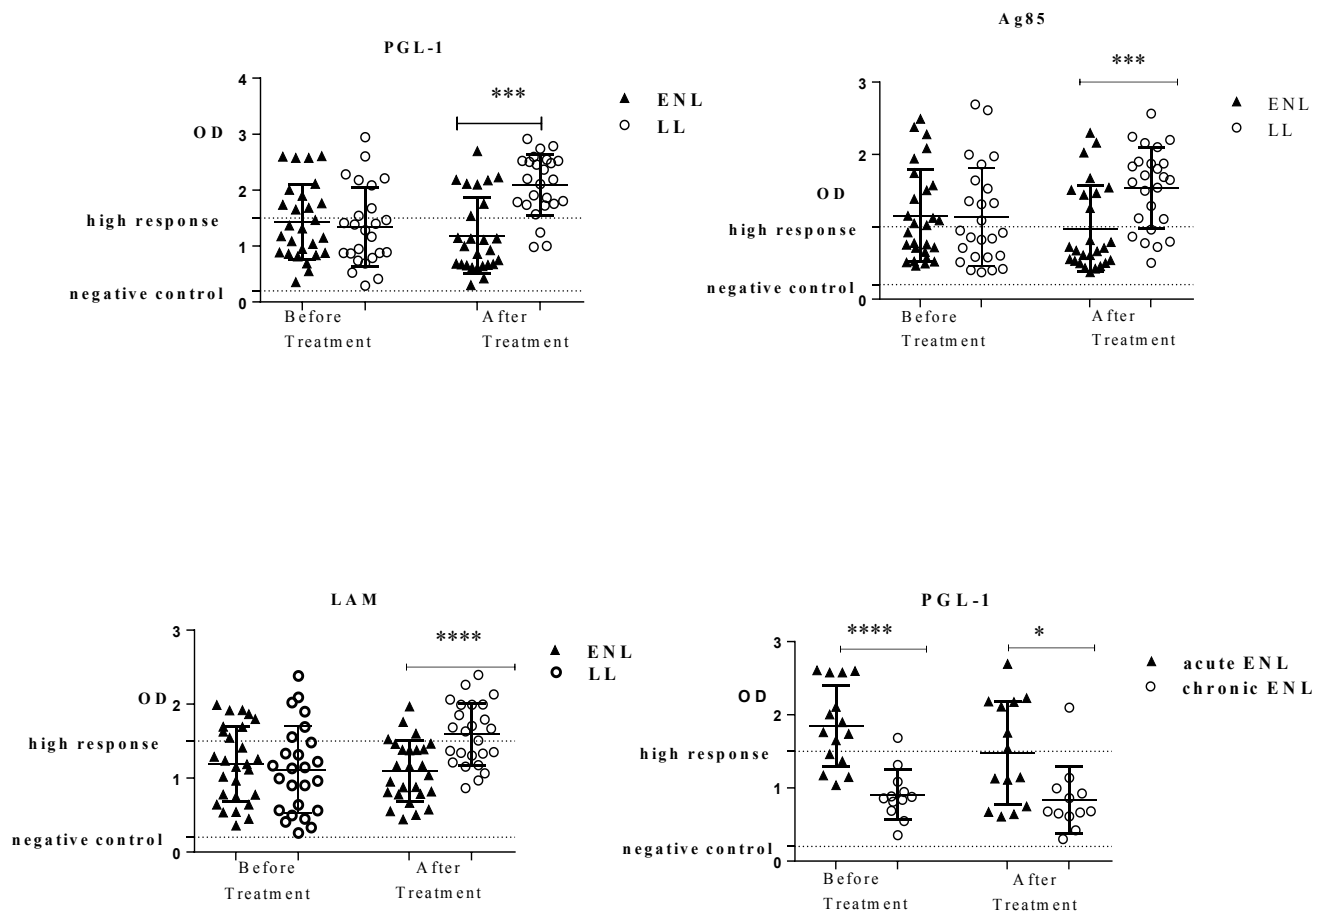 PGL-1
4
3
2
1
0
OD
high response
negative control
***
ENL
LL
Before
Treatment
After
Treatment
Ag85
3
2
1
0
OD
high response
negative control
***
ENL
LL
Before
Treatment
After
Treatment
LAM
3
2
1
0
OD
high response
negative control
****
ENL
LL
Before
Treatment
After
Treatment
PGL-1
3
2
1
0
OD
high response
negative control
****
*
acute ENL
chronic ENL
Before
Treatment
After
Treatment